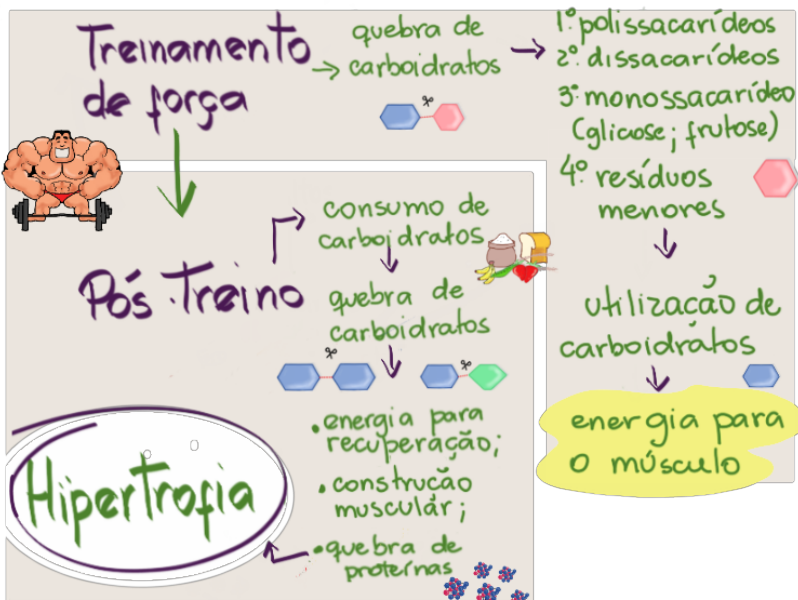 Treinamento
de força
quebra de
carboidratos
1º polissacarídeos
2º dissacarídeos
3º monossacarídeo
(glicose; frutose)
4º resíduos
menores
utilização de
carboidratos
energia para
o músculo
Pós Treino
consumo de
carboidratos
quebra de
carboidratos
• energia para
recuperação;
• construcão
muscular;
• quebra de
proteínas
Hipertrofia